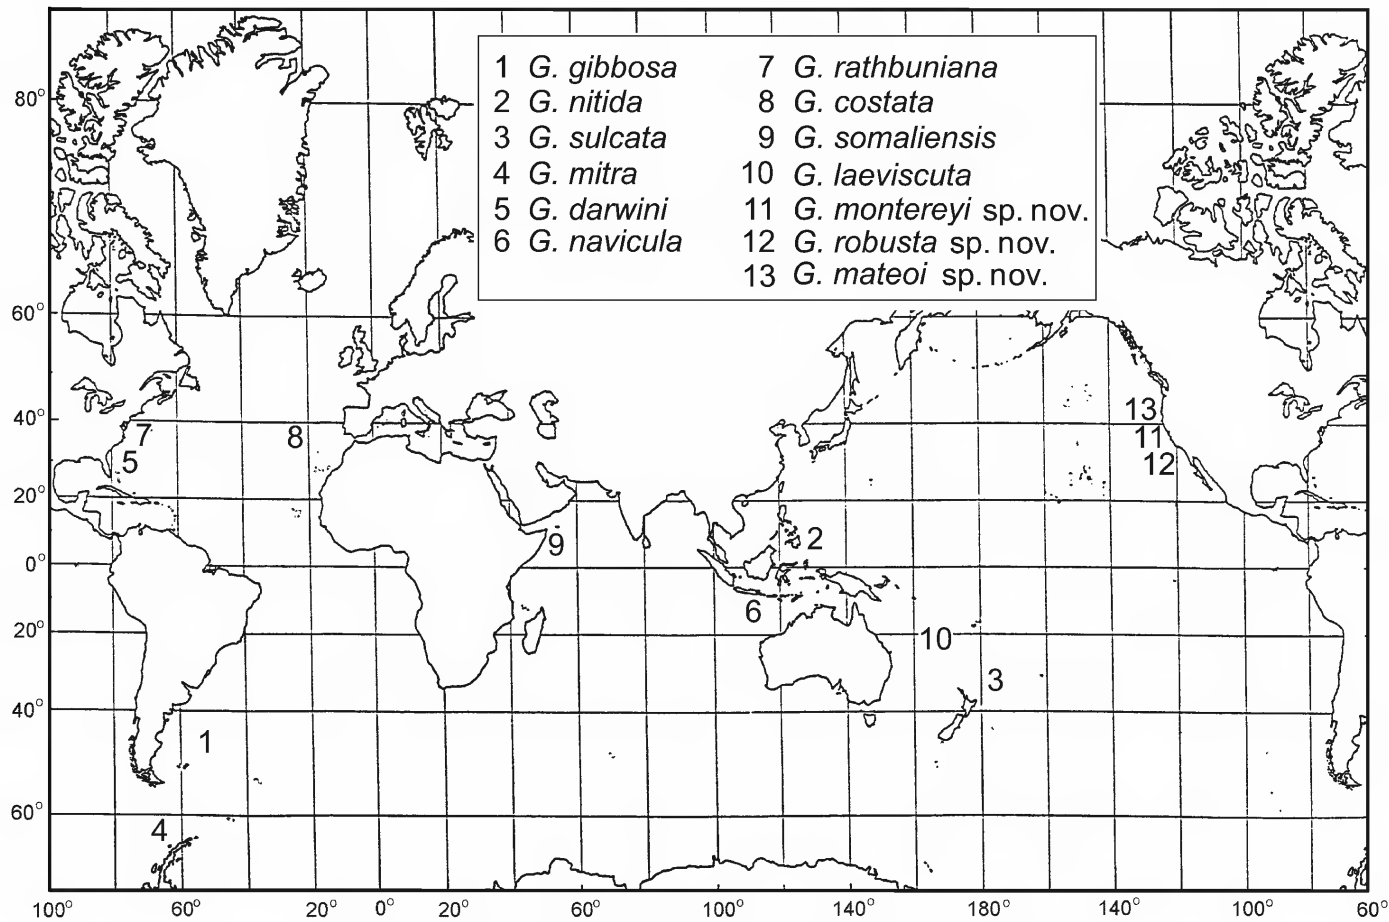 1 G. gibbosa
2 G. nitida
3 G. sulcata
4 G. mitra
5 G. darwini
6 G. navicula
7 G. rathbuniana
8 G. costata
9 G. somaliensis
10 G. laeviscuta
11 G. montereyi sp. nov.
12 G. robusta sp. nov.
13 G. mateoi sp. nov.
80°
60°
40°
20°
0°
20°
40°
60°
13
7
8
11
5
12
9
2
6
10
3
1
4
100° 60° 20° 0° 20° 60° 100° 140° 180° 140° 100° 60°